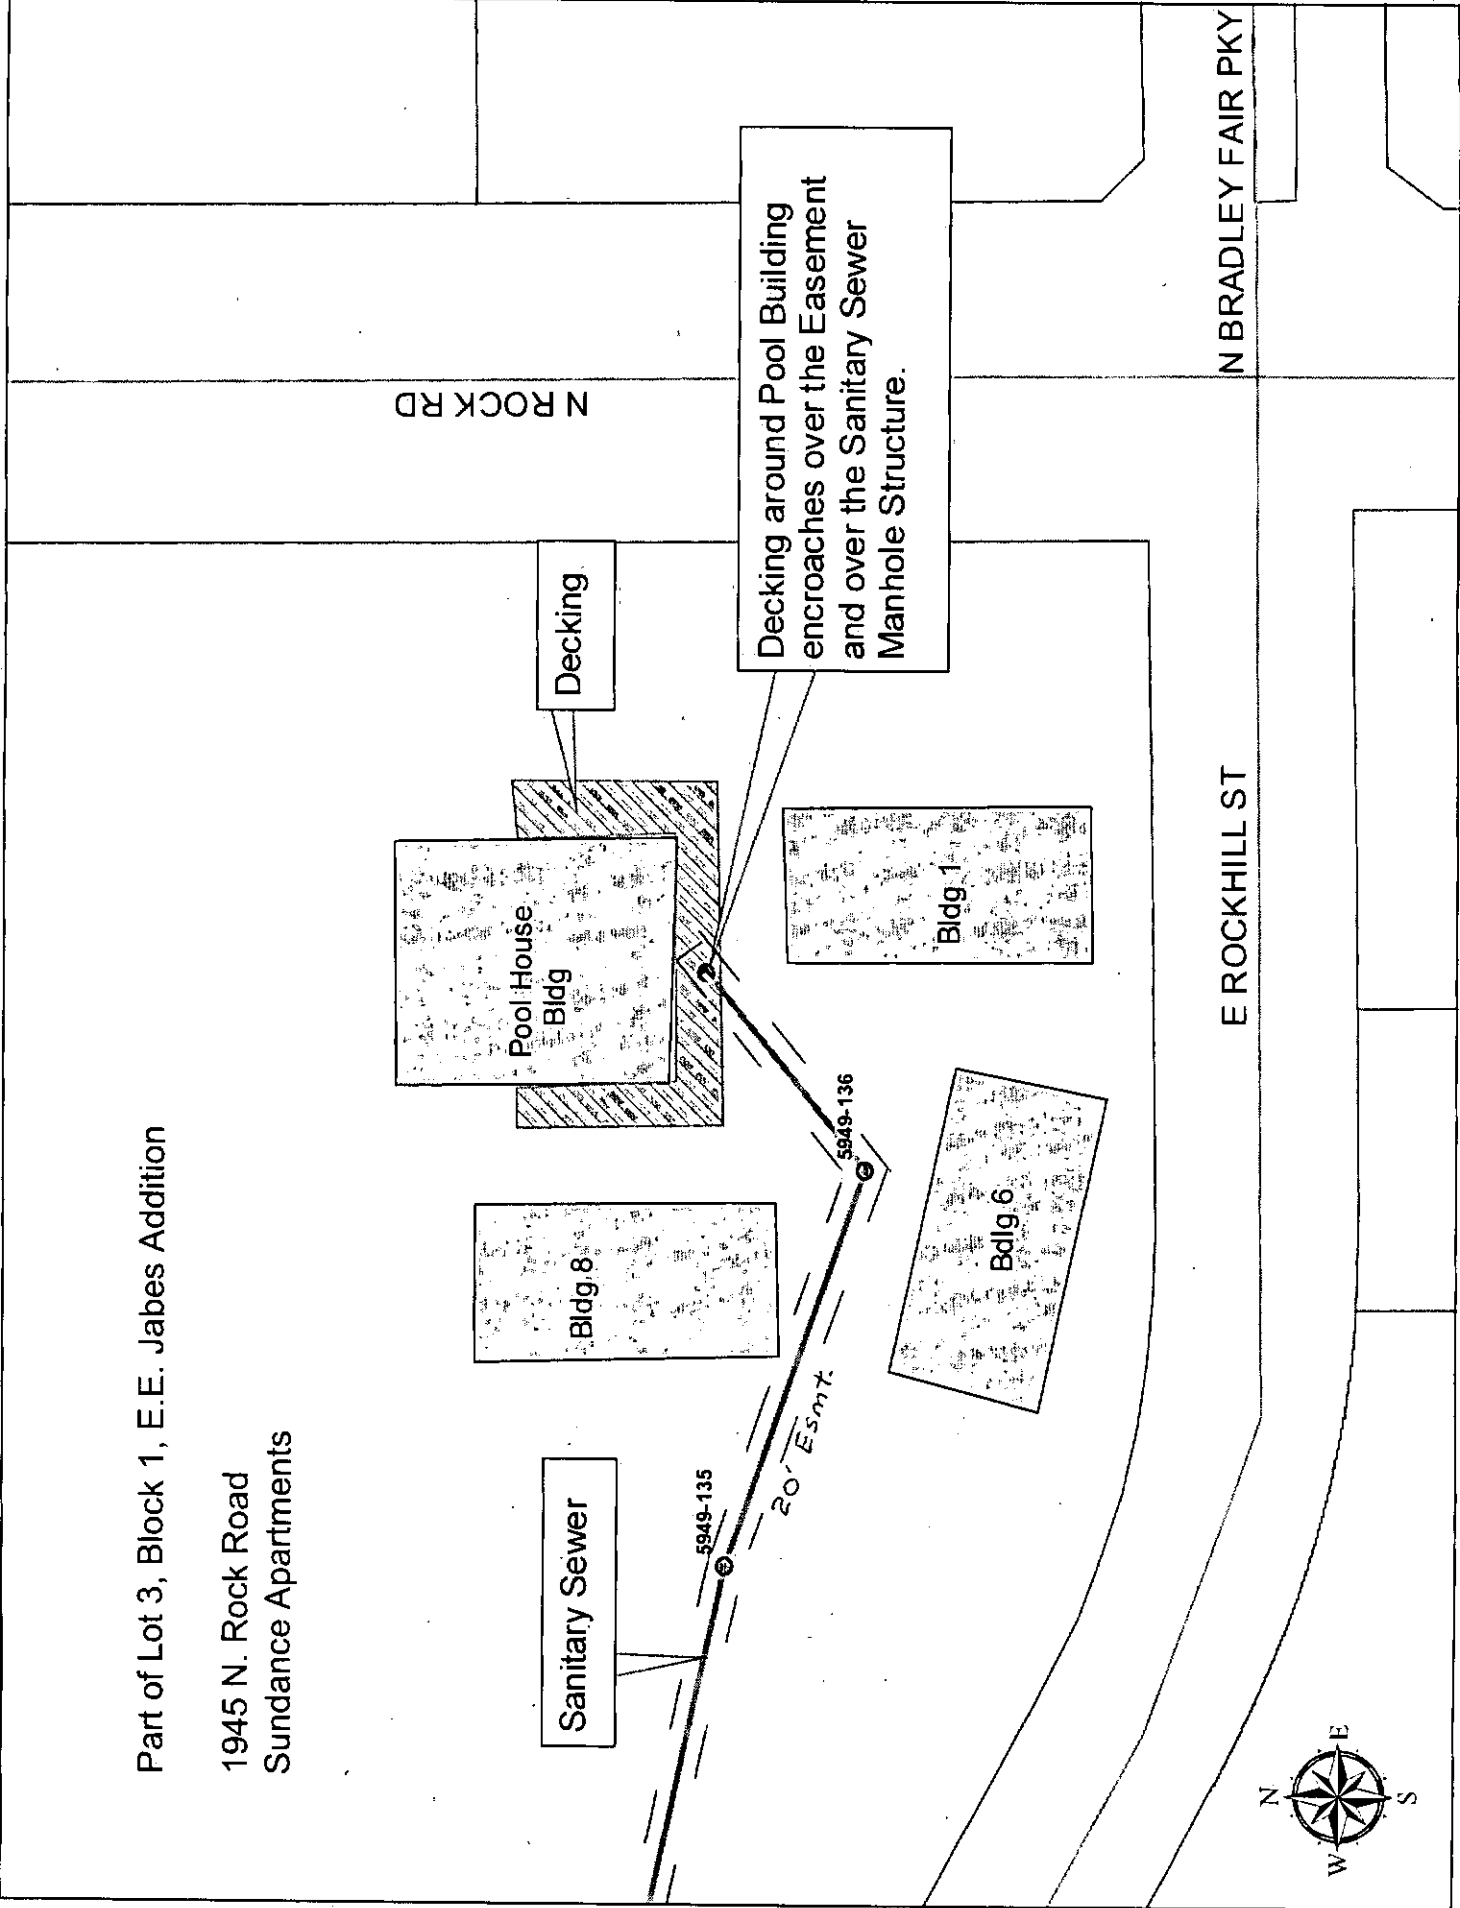 Part of Lot 3, Block 1, E.E. Jabes Addition
1945 N. Rock Road
Sundance Apartments
N ROCK RD
Pool House
Bldg
Decking
Bldg 8
Sanitary Sewer
5949-135
20' Esmt.
5949-136
Decking around Pool Building
encroaches over the Easement
and over the Sanitary Sewer
Manhole Structure.
Bldg 1
Bdlg 6
E ROCKHILL ST
N BRADLEY FAIR PKY
N
W
E
S